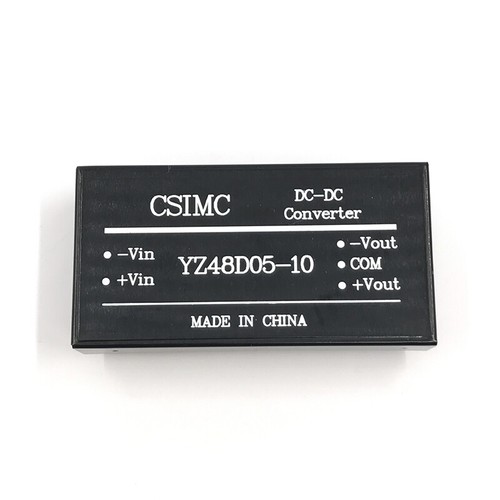 CSIMC
DC-DC
Converter
-Vin
+Vin
YZ48D05-10
-Vout
COM
+Vout
MADE IN CHINA